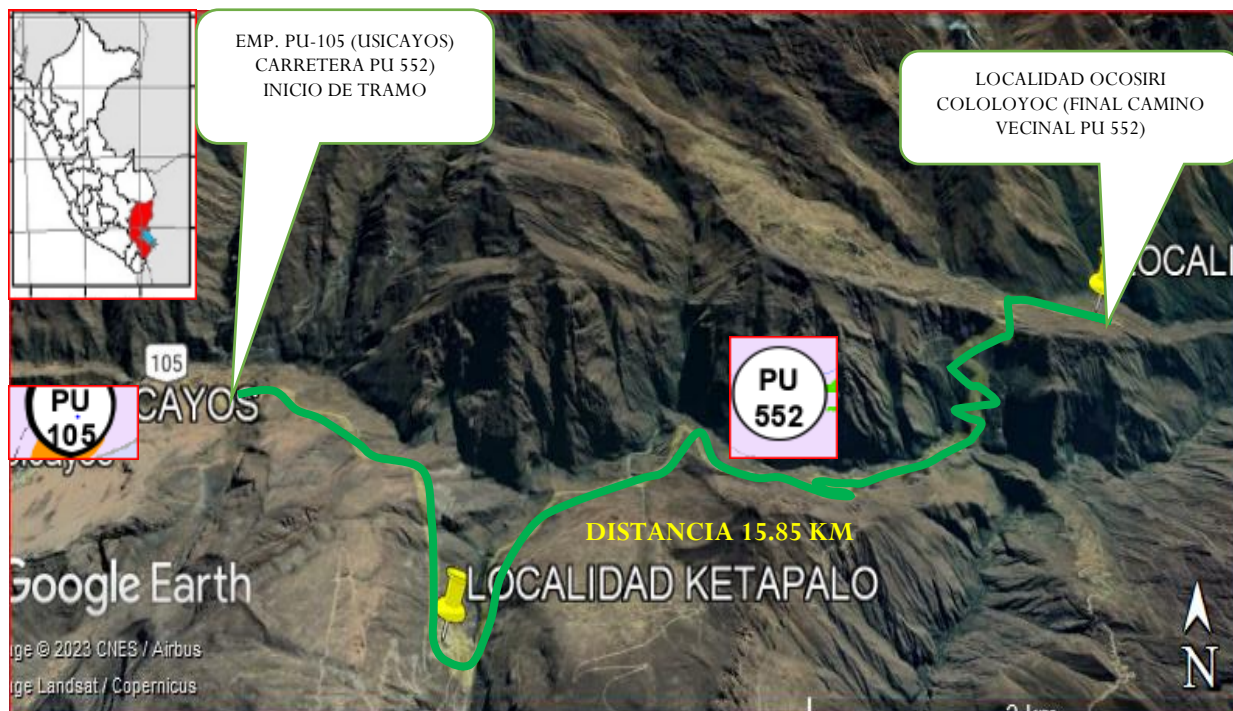 EMP. PU-105 (USICAYOS)
CARRETERA PU 552)
INICIO DE TRAMO
LOCALIDAD OCOSIRI
COLOLOYOC (FINAL CAMINO
VECINAL PU 552)
LOCALI
105
CAYOS
PU
105
PU
552
DISTANCIA 15.85 KM
LOCALIDAD KETAPALO
Google Earth
ge © 2023 CNES / Airbus
ge Landsat / Copernicus
N